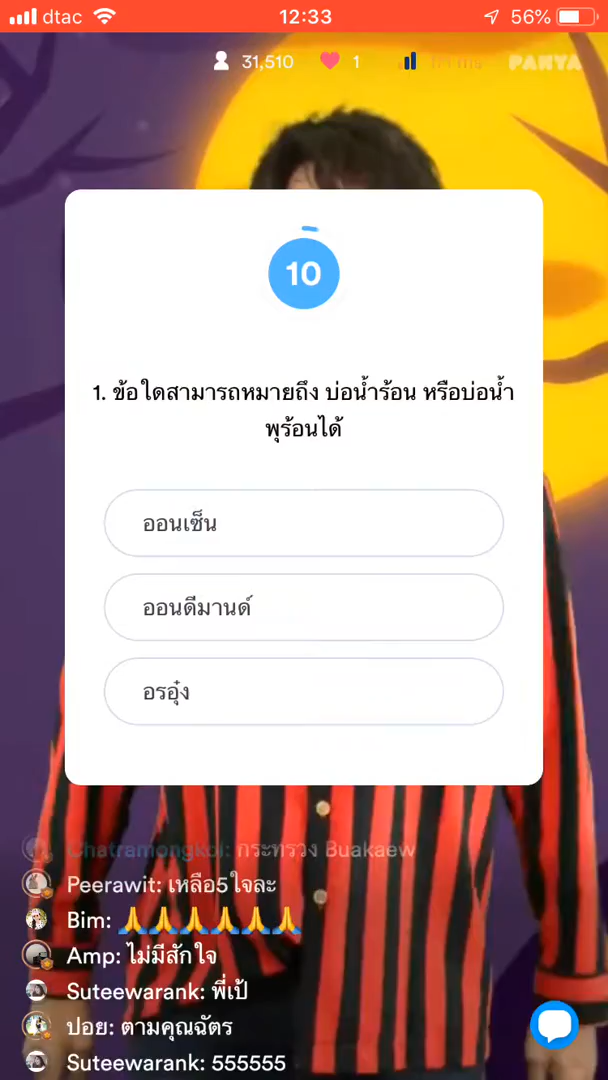 dtac 12:33 56%
31,510 1 PANYA
10
1. ข้อใดสามารถหมายถึง บ่อน้ำร้อน หรือบ่อน้ำ
พุร้อนได้
ออนเซ็น
ออนดีมานด์
อรอุ๋ง
Chatramongkol: กระทรวง Buakaew
Peerawit: เหลือ5ใจละ
Bim: 🙏🙏🙏🙏🙏🙏
Amp: ไม่มีสักใจ
Suteewarank: พี่เป้
ปอย: ตามคุณฉัตร
Suteewarank: 555555